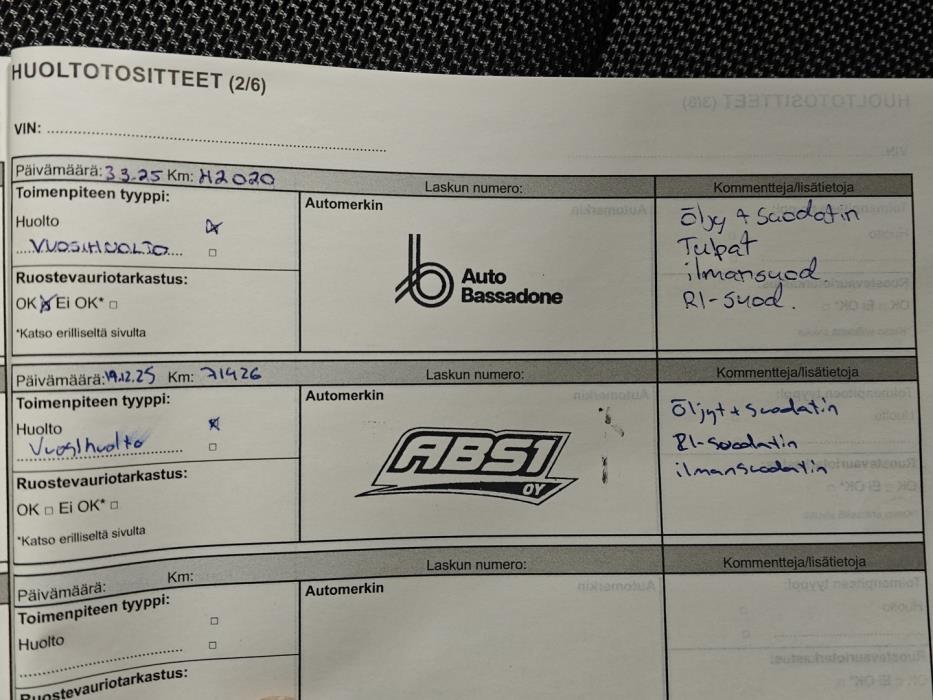 HUOLTOTOSITTEET (2/6)
VIN:
Päivämäärä: 3 3.25 Km: 42020
Laskun numero:
Kommentteja/lisätietoja
Toimenpiteen tyyppi:
Huolto
VUOSIHUOLTO
Ruostevauriotarkastus:
OK Ei OK*
*Katso erilliseltä sivulta
Automerkin
Auto
Bassadone
Öljy + Suodatin
Tulpat
ilmansuod
RI-suod.
Päivämäärä: 19.12.25 Km: 71426
Laskun numero:
Kommentteja/lisätietoja
Toimenpiteen tyyppi:
Huolto
Vuosihuolto
Ruostevauriotarkastus:
OK Ei OK*
*Katso erilliseltä sivulta
Automerkin
ABS1
OY
Öljyt + Suodatin
RI-Suodatin
ilmansuodatin
Päivämäärä: Km:
Laskun numero:
Kommentteja/lisätietoja
Toimenpiteen tyyppi:
Huolto
Ruostevauriotarkastus:
Automerkin